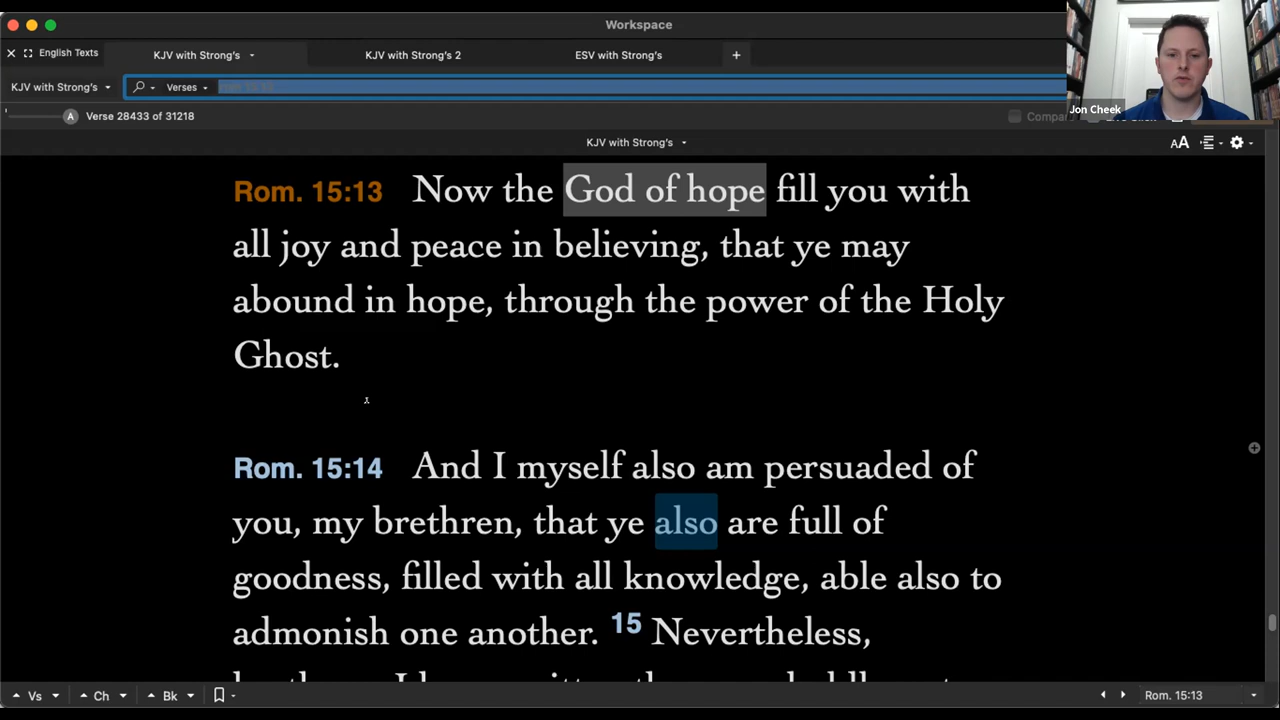 Workspace
English Texts
KJV with Strong's
KJV with Strong's 2
ESV with Strong's
KJV with Strong's
Verses
Jon Cheek
A
Verse 28433 of 31218
KJV with Strong's
AA
Rom. 15:13 Now the God of hope fill you with
all joy and peace in believing, that ye may
abound in hope, through the power of the Holy
Ghost.
Rom. 15:14 And I myself also am persuaded of
you, my brethren, that ye also are full of
goodness, filled with all knowledge, able also to
admonish one another. 15 Nevertheless,
Vs
Ch
Bk
Rom. 15:13